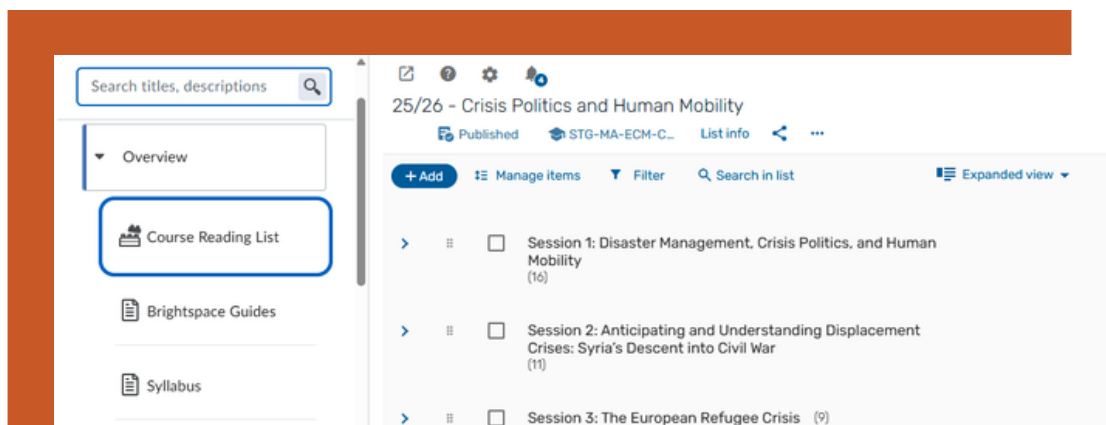 Search titles, descriptions
Overview
Course Reading List
Brightspace Guides
Syllabus
4
25/26 - Crisis Politics and Human Mobility
Published STG-MA-ECM-C... List info ...
+ Add Manage items Filter Search in list Expanded view
Session 1: Disaster Management, Crisis Politics, and Human
Mobility
(16)
Session 2: Anticipating and Understanding Displacement
Crises: Syria's Descent into Civil War
(11)
Session 3: The European Refugee Crisis (9)